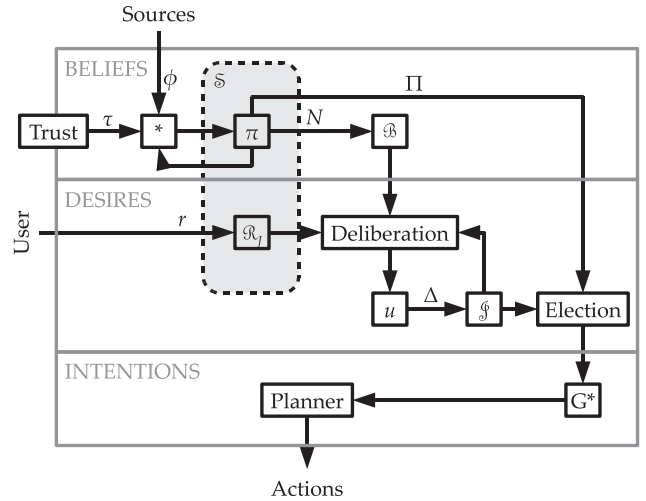 Sources
BELIEFS
𝒮
ϕ
Π
τ
N
Trust
*
π
ℬ
DESIRES
User
r
ℛ_J
Deliberation
u
Δ
𝒥
Election
INTENTIONS
Planner
G*
Actions